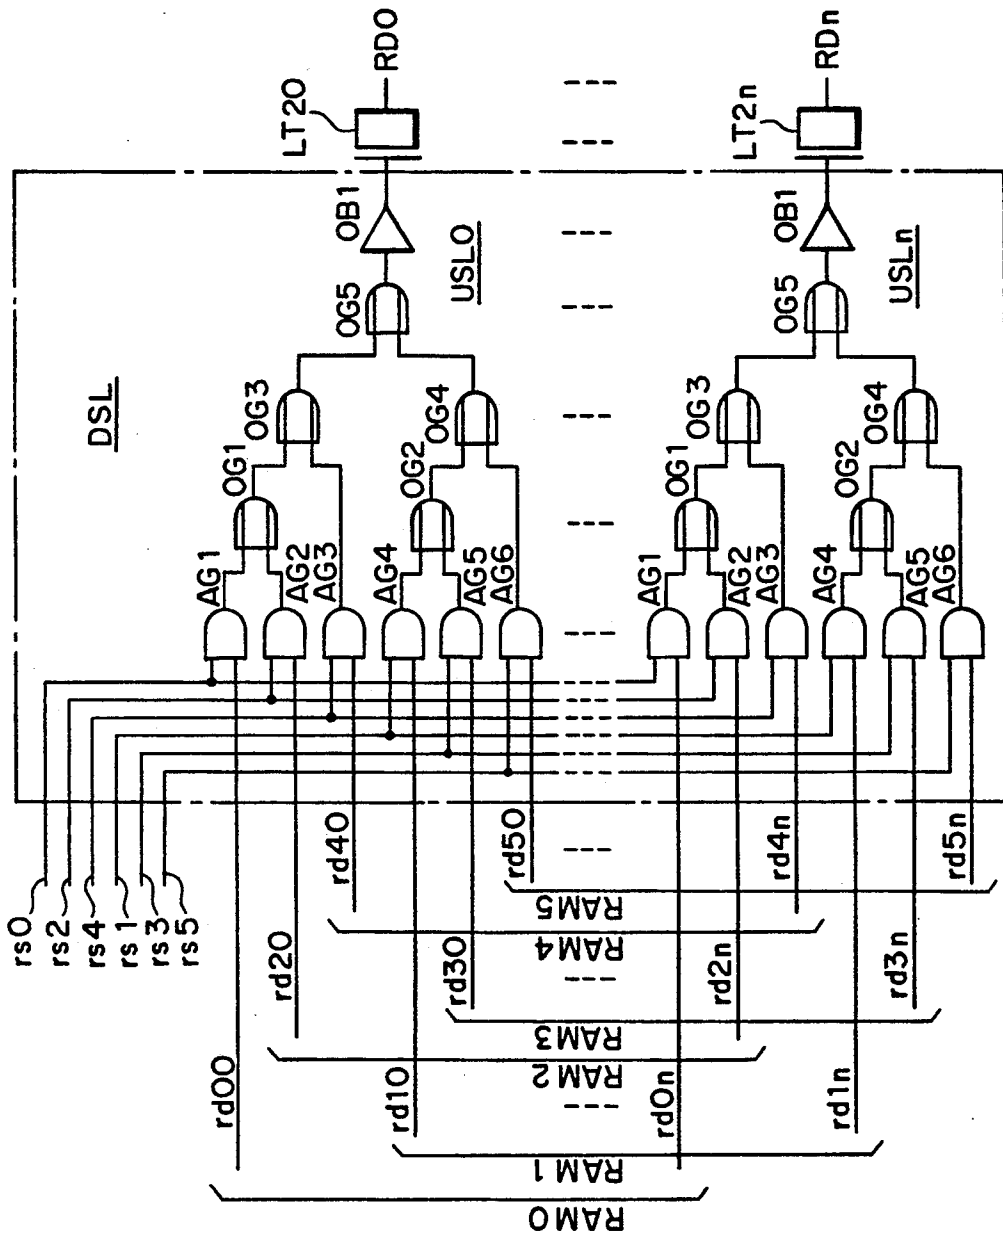 rs0
rs2
rs4
rs1
rs3
rs5
DSL
LT20
RD0
OB1
OG5
USL0
OG3
OG4
OG1
OG2
AG1
AG2
AG3
AG4
AG5
AG6
rd00
rd20
rd40
rd10
rd30
rd50
LT2n
RDn
OB1
OG5
USLn
OG3
OG4
OG1
OG2
AG1
AG2
AG3
AG4
AG5
AG6
rd0n
rd2n
rd4n
rd1n
rd3n
rd5n
RAM5
RAM4
RAM3
RAM2
RAM1
RAM0